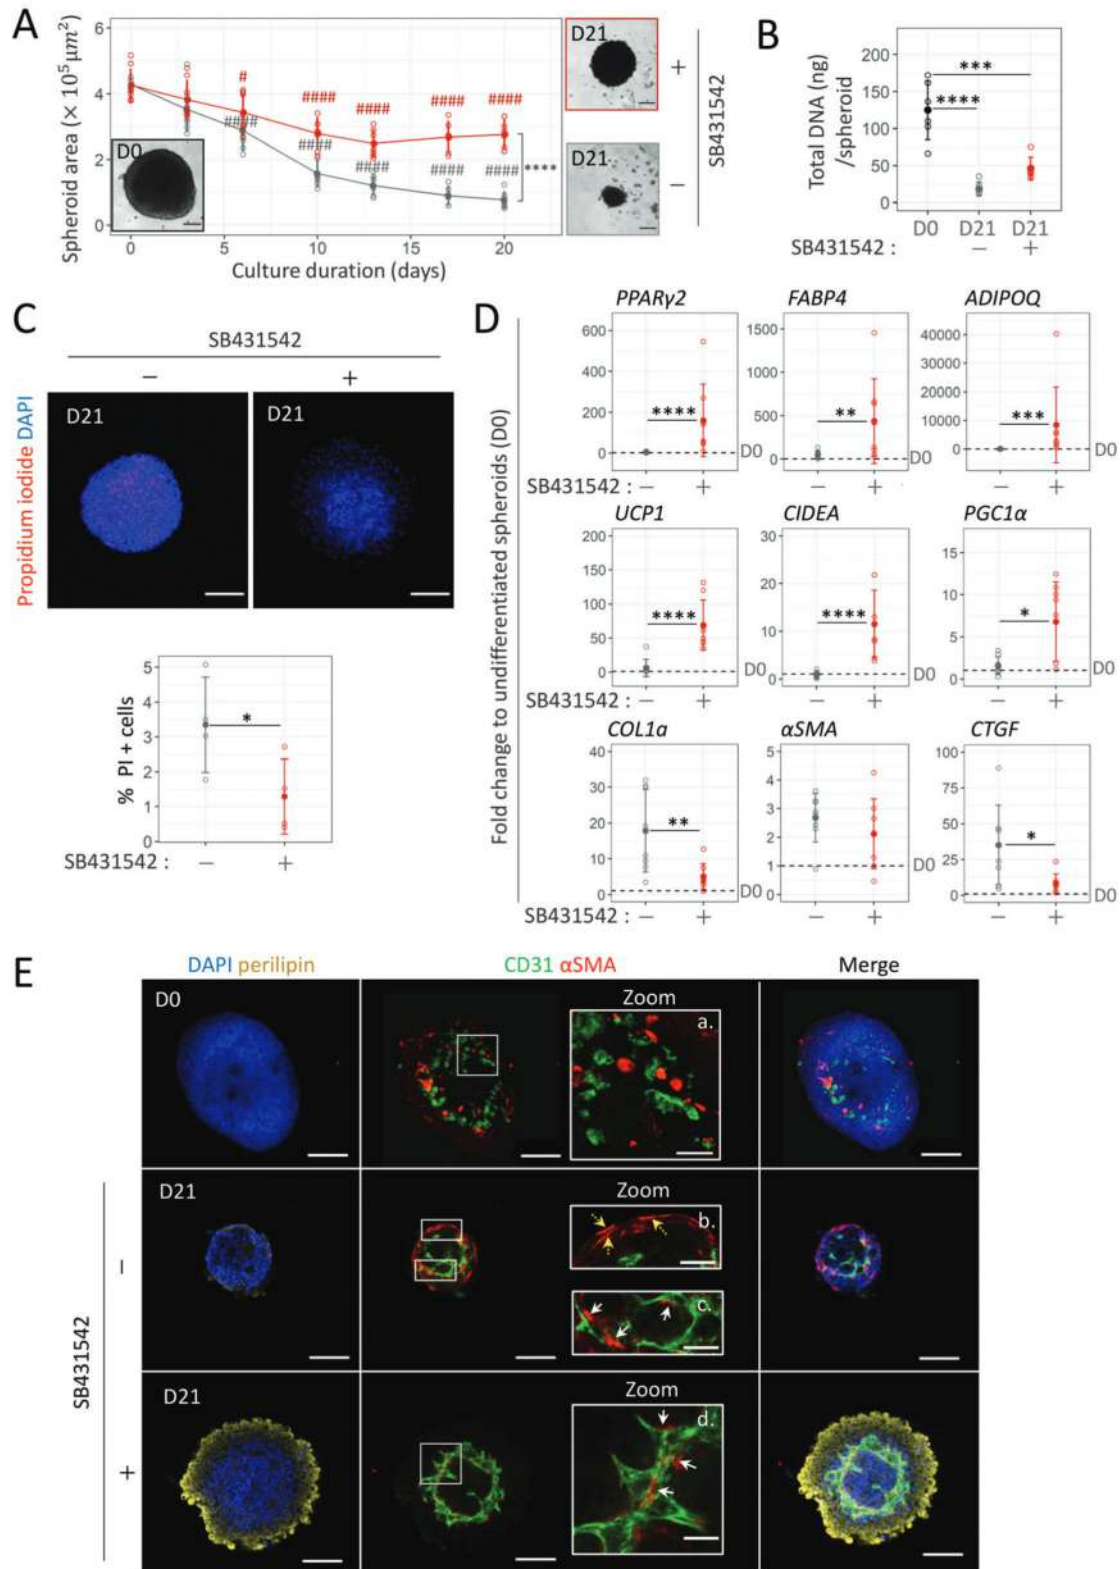 A
Spheroid area (× 10⁵ μm²)
6
4
2
0
#
####
####
####
####
####
####
####
####
####
****
D0
0
5
10
15
20
Culture duration (days)
D21
+
D21
−
SB431542
B
Total DNA (ng)
/spheroid
200
150
100
50
0
***
****
D0 D21 D21
SB431542 : − +
C
SB431542
− +
Propidium iodide DAPI
D21
D21
% PI + cells
5
4
3
2
1
0
*
SB431542 : − +
D
Fold change to undifferentiated spheroids (D0)
PPARγ2
600
400
200
0
****
D0
FABP4
1500
1000
500
0
**
D0
ADIPOQ
40000
30000
20000
10000
0
***
D0
SB431542 : − + − + − +
UCP1
200
150
100
50
0
****
D0
CIDEA
30
20
10
0
****
D0
PGC1α
15
10
5
0
*
D0
SB431542 : − + − + − +
COL1α
40
30
20
10
0
**
D0
αSMA
5
4
3
2
1
0
D0
CTGF
100
75
50
25
0
*
D0
SB431542 : − + − + − +
E
DAPI perilipin
CD31 αSMA
Merge
D0
Zoom
a.
SB431542
−
D21
Zoom
b.
c.
+
D21
Zoom
d.